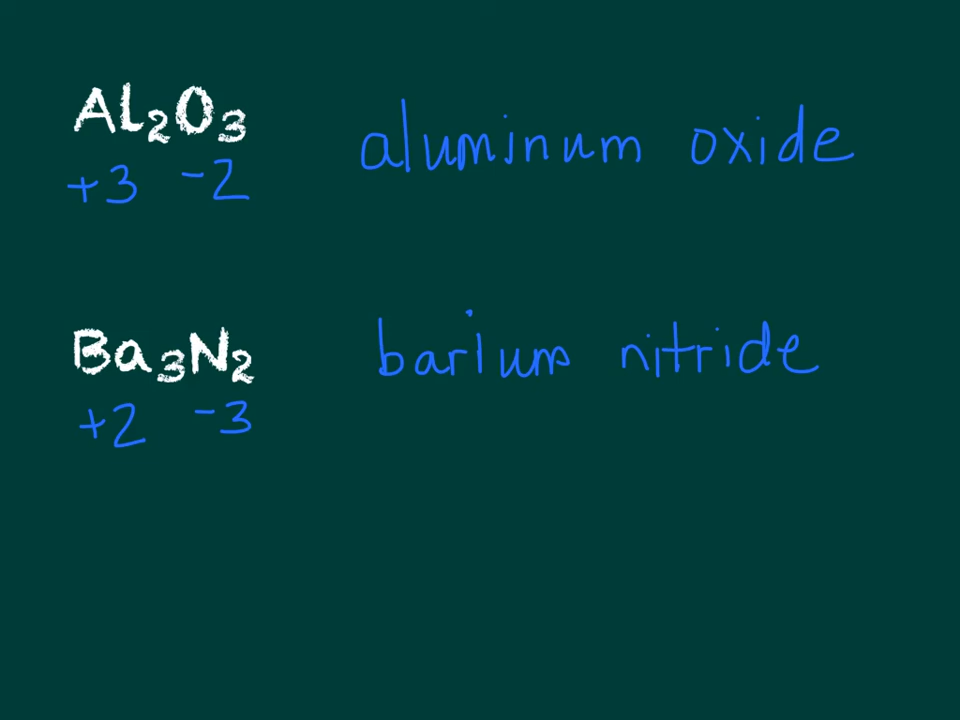 Al₂O₃ aluminum oxide
+3 -2
Ba₃N₂ barium nitride
+2 -3